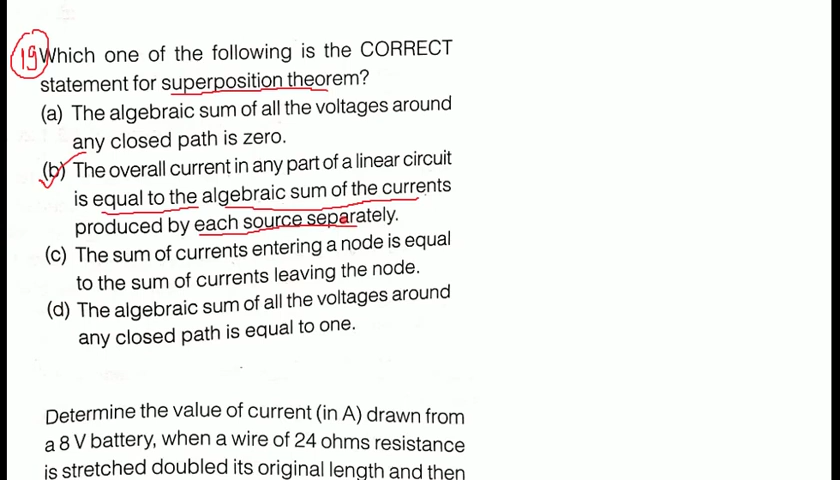 19 Which one of the following is the CORRECT
statement for superposition theorem?
(a) The algebraic sum of all the voltages around
any closed path is zero.
(b) The overall current in any part of a linear circuit
is equal to the algebraic sum of the currents
produced by each source separately.
(c) The sum of currents entering a node is equal
to the sum of currents leaving the node.
(d) The algebraic sum of all the voltages around
any closed path is equal to one.
Determine the value of current (in A) drawn from
a 8 V battery, when a wire of 24 ohms resistance
is stretched doubled its original length and then